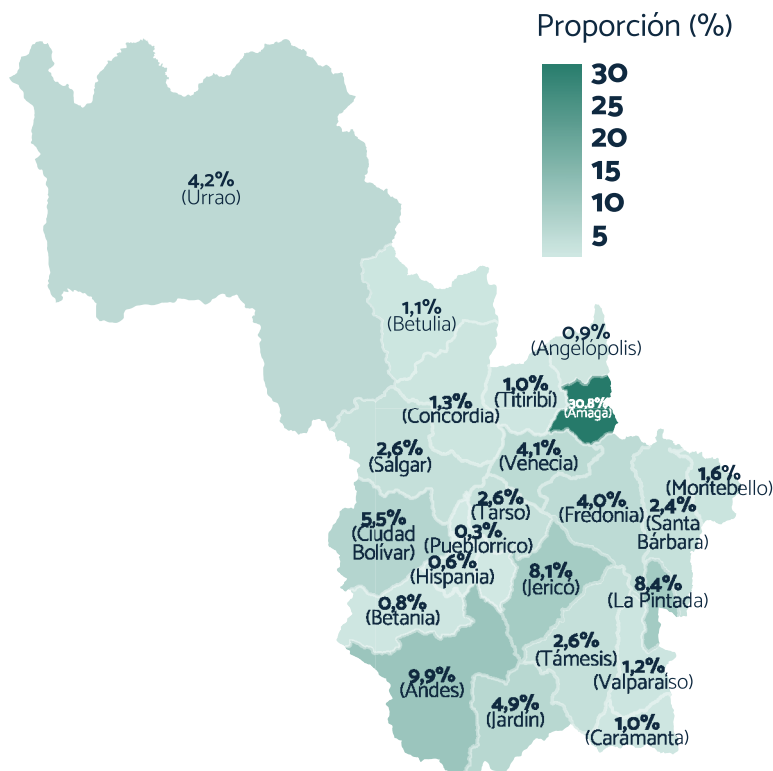 Proporción (%)
30
25
20
15
10
5
4,2%
(Urrao)
1,1%
(Betulia)
0,9%
(Angelópolis)
1,0%
(Titiribí)
30,8%
(Amagá)
1,3%
(Concordia)
2,6%
(Salgar)
4,1%
(Venecia)
1,6%
(Montebello)
2,6%
(Tarso)
4,0%
(Fredonia)
2,4%
(Santa
Bárbara)
5,5%
(Ciudad
Bolívar)
0,3%
(Pueblorrico)
0,6%
(Hispania)
8,1%
(Jericó)
8,4%
(La Pintada)
0,8%
(Betania)
2,6%
(Támesis)
1,2%
(Valparaíso)
9,9%
(Andes)
4,9%
(Jardín)
1,0%
(Caramanta)